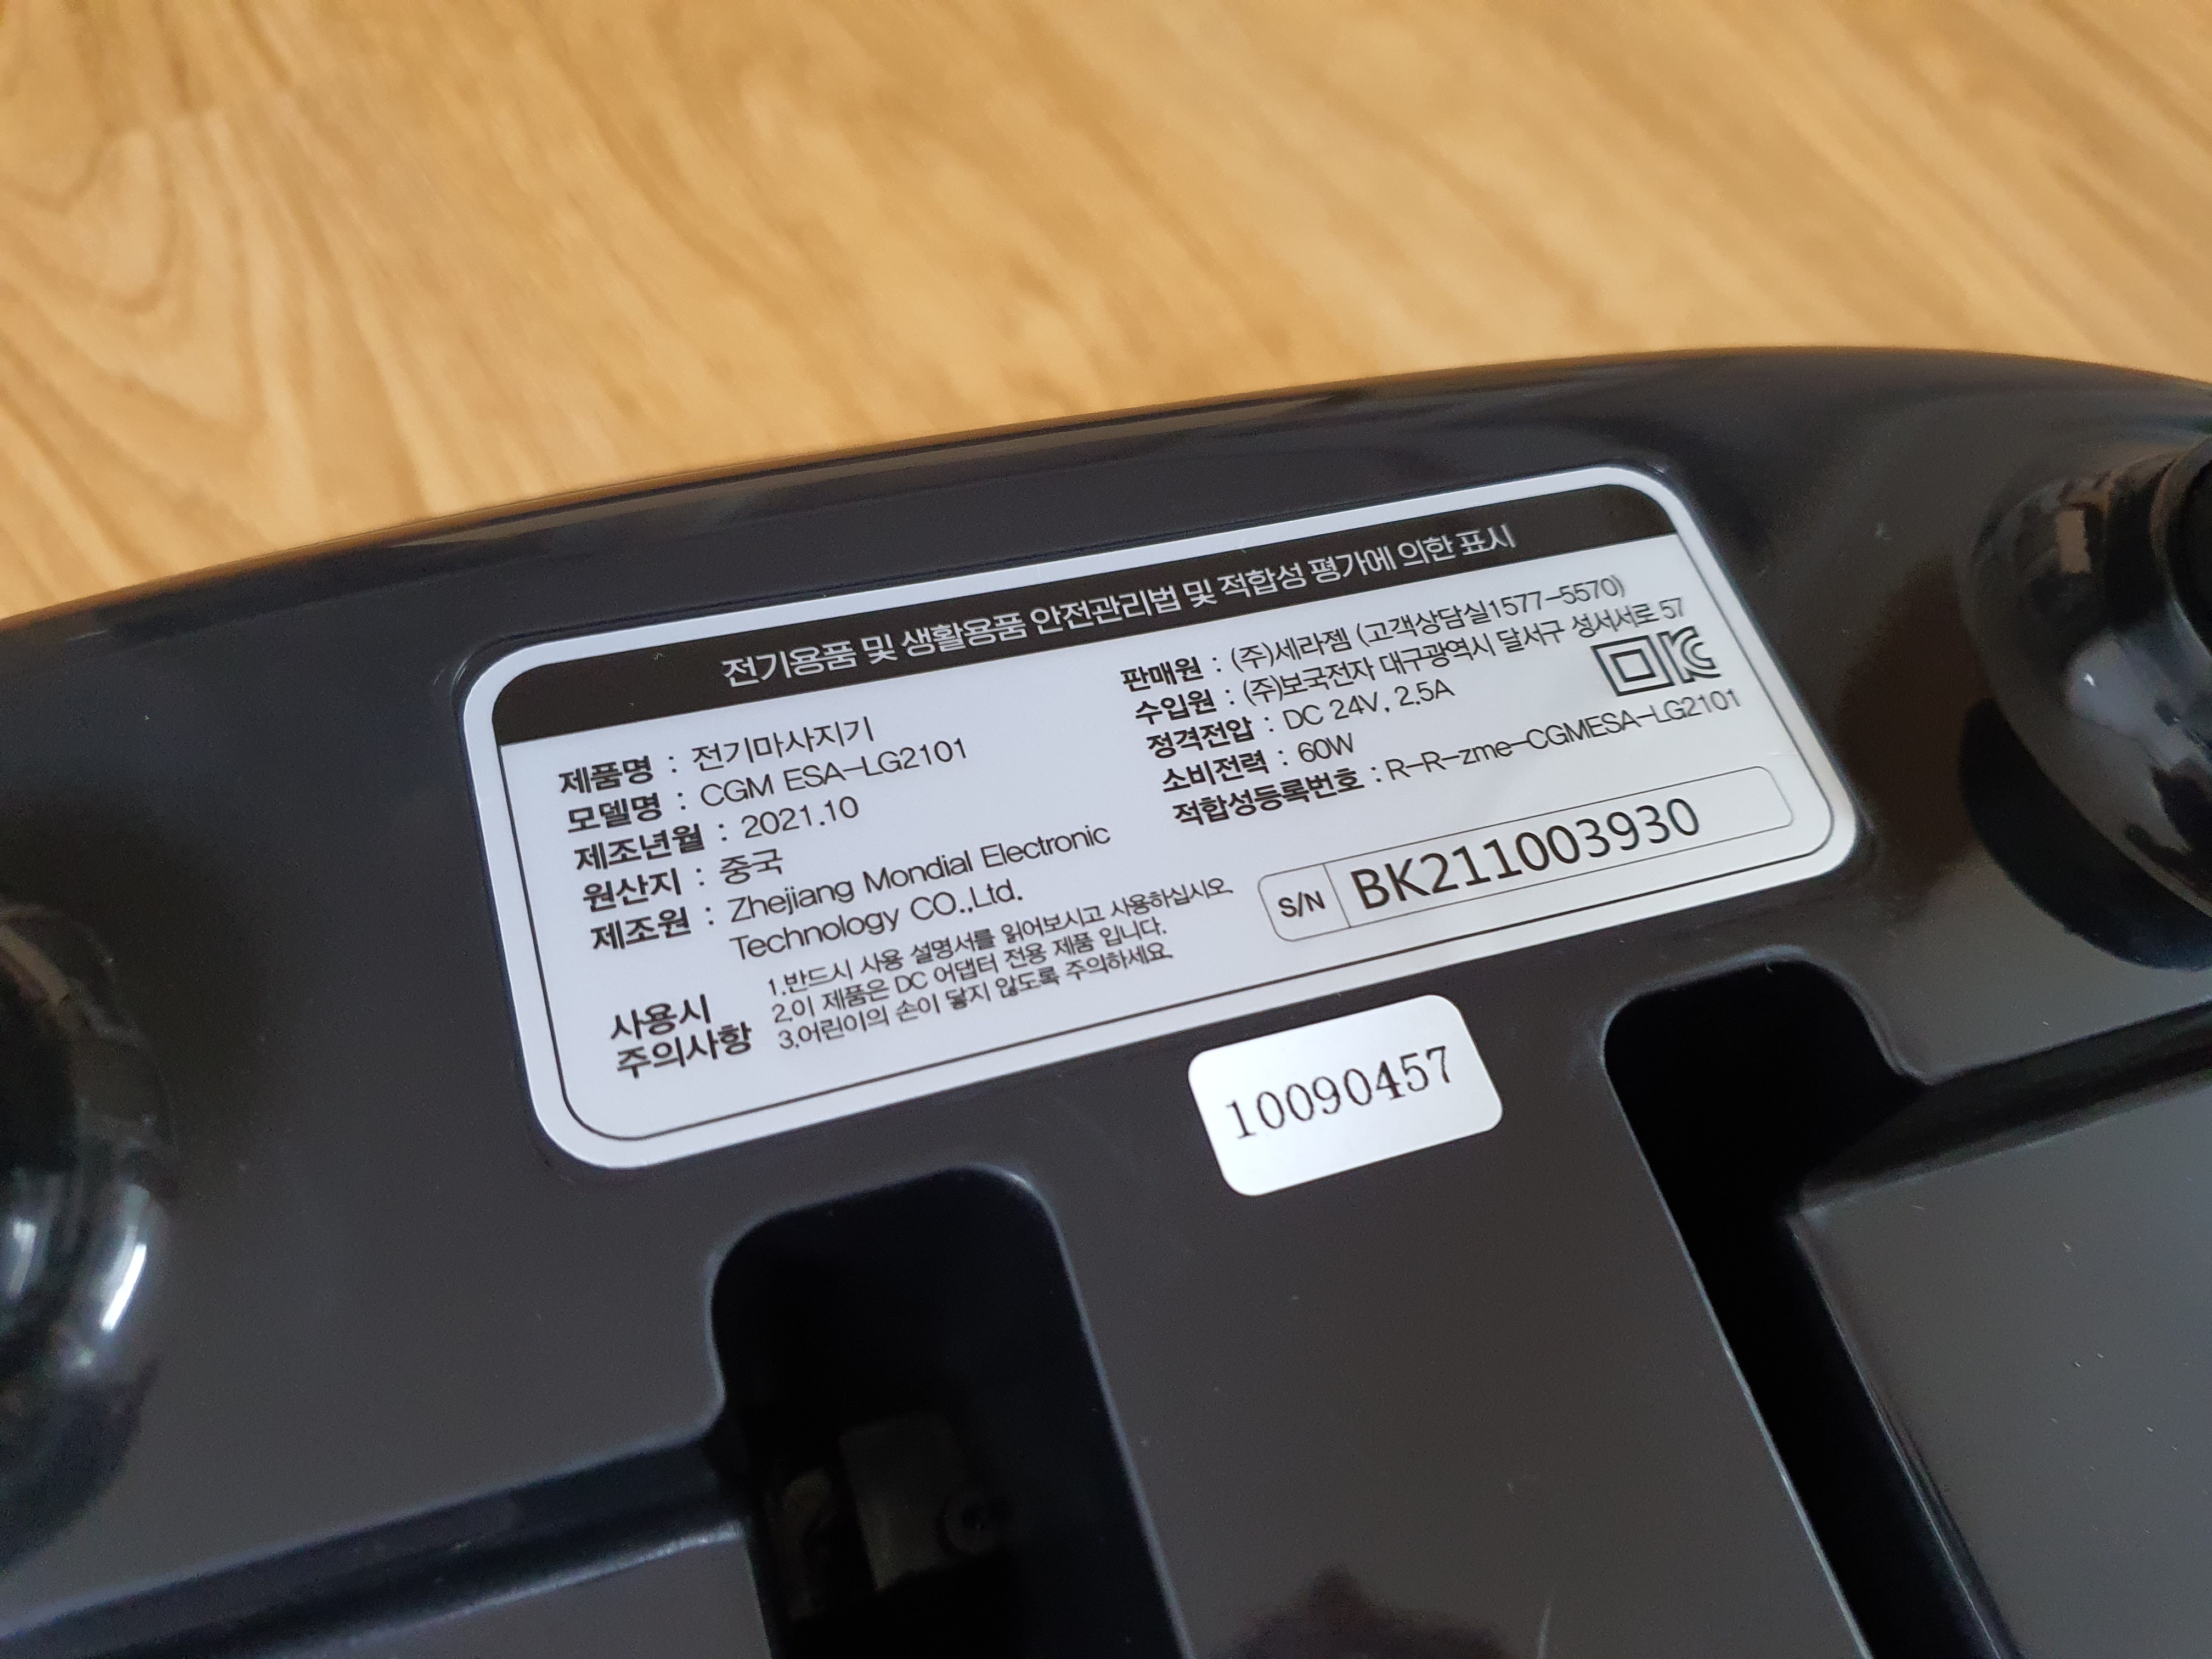 전기용품 및 생활용품 안전관리법 및 적합성 평가에 의한 표시
제품명 : 전기마사지기
모델명 : CGM ESA-LG2101
제조년월 : 2021.10
원산지 : 중국
제조원 : Zhejiang Mondial Electronic
Technology CO.,Ltd.
사용시
주의사항
1.반드시 사용 설명서를 읽어보시고 사용하십시오.
2.이 제품은 DC 어댑터 전용 제품 입니다.
3.어린이의 손이 닿지 않도록 주의하세요.
판매원 : (주)세라젬 (고객상담실1577-5570)
수입원 : (주)보국전자 대구광역시 달서구 성서서로 57
정격전압 : DC 24V, 2.5A
소비전력 : 60W
적합성등록번호 : R-R-zme-CGMESA-LG2101
S/N BK211003930
10090457